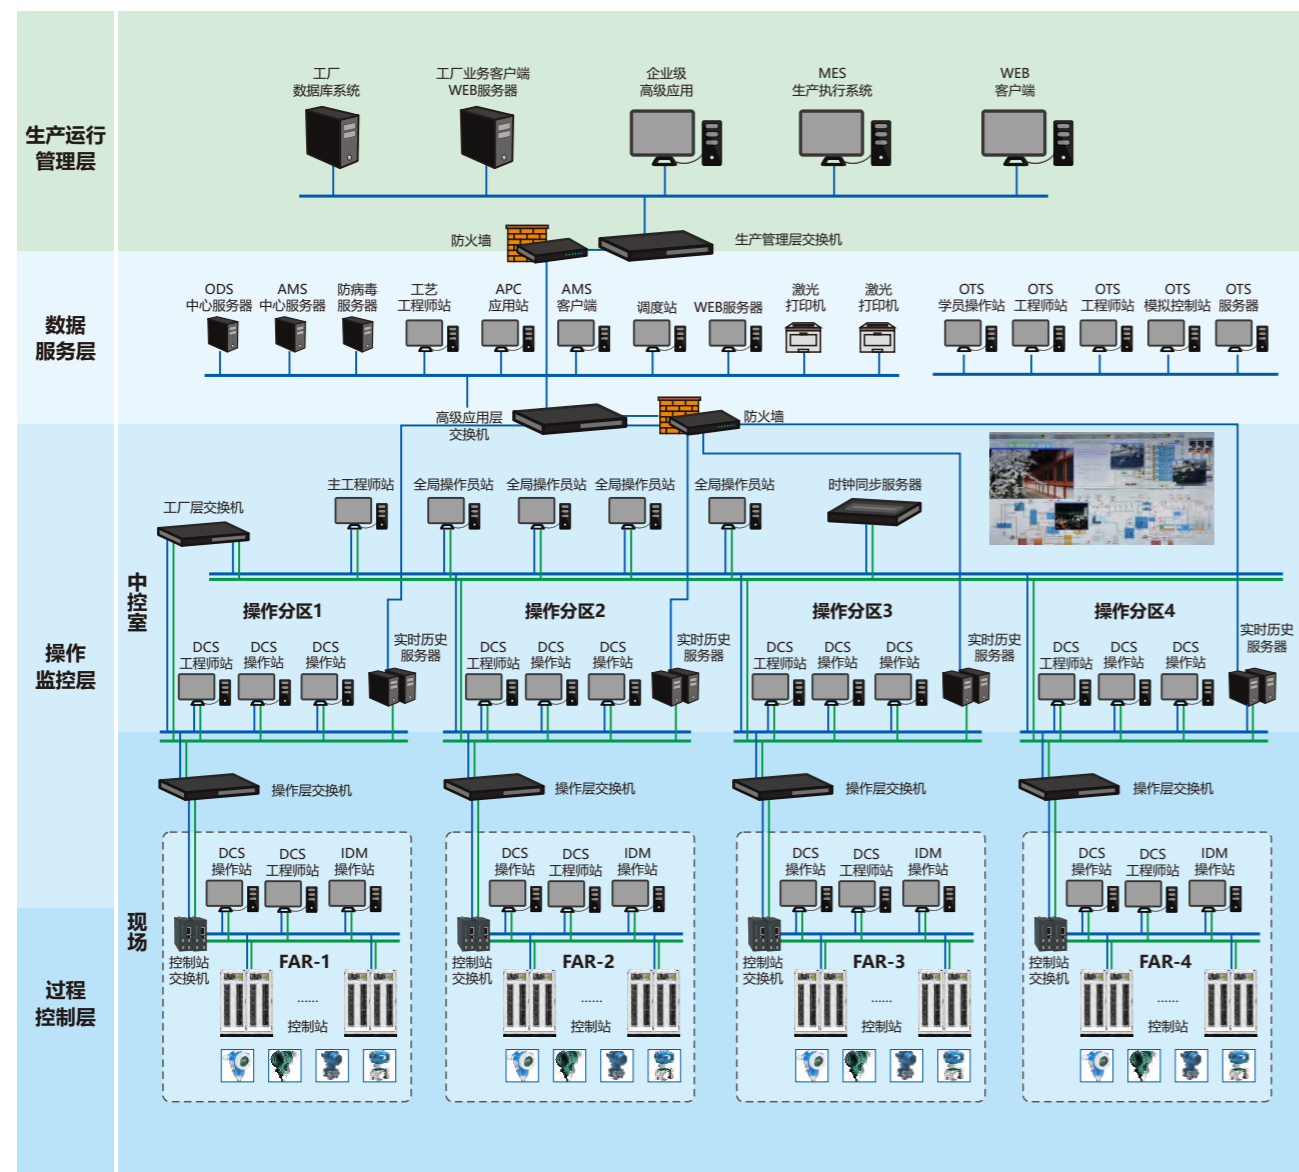 生产运行
管理层
工厂
数据库系统
工厂业务客户端
WEB服务器
企业级
高级应用
MES
生产执行系统
WEB
客户端
防火墙
生产管理层交换机
数据
服务层
ODS
中心服务器
AMS
中心服务器
防病毒
服务器
工艺
工程师站
APC
应用站
AMS
客户端
调度站
WEB服务器
激光
打印机
激光
打印机
OTS
学员操作站
OTS
工程师站
OTS
工程师站
OTS
模拟控制站
OTS
服务器
高级应用层
交换机
防火墙
操作
监控层
中控室
工厂层交换机
主工程师站
全局操作员站
全局操作员站
全局操作员站
全局操作员站
时钟同步服务器
操作分区1
DCS
工程师站
DCS
操作站
DCS
操作站
实时历史
服务器
操作分区2
DCS
工程师站
DCS
操作站
DCS
操作站
实时历史
服务器
操作分区3
DCS
工程师站
DCS
操作站
DCS
操作站
实时历史
服务器
操作分区4
DCS
工程师站
DCS
操作站
DCS
操作站
实时历史
服务器
操作层交换机
操作层交换机
操作层交换机
操作层交换机
过程
控制层
现场
DCS
操作站
DCS
工程师站
IDM
操作站
控制站
交换机
FAR-1
......
控制站
DCS
操作站
DCS
工程师站
IDM
操作站
控制站
交换机
FAR-2
......
控制站
DCS
操作站
DCS
工程师站
IDM
操作站
控制站
交换机
FAR-3
......
控制站
DCS
操作站
DCS
工程师站
IDM
操作站
控制站
交换机
FAR-4
......
控制站